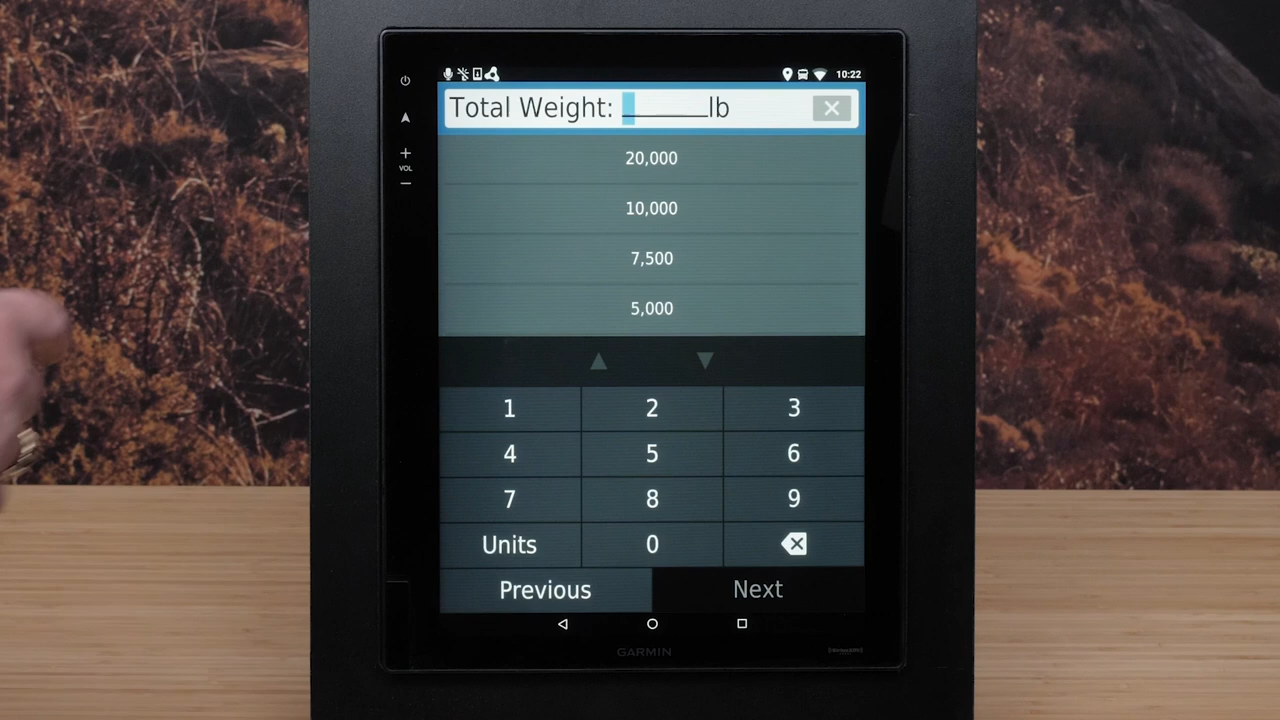 10:22
Total Weight: ______lb
VOL
20,000
10,000
7,500
5,000
1 2 3
4 5 6
7 8 9
Units 0
Previous Next
GARMIN